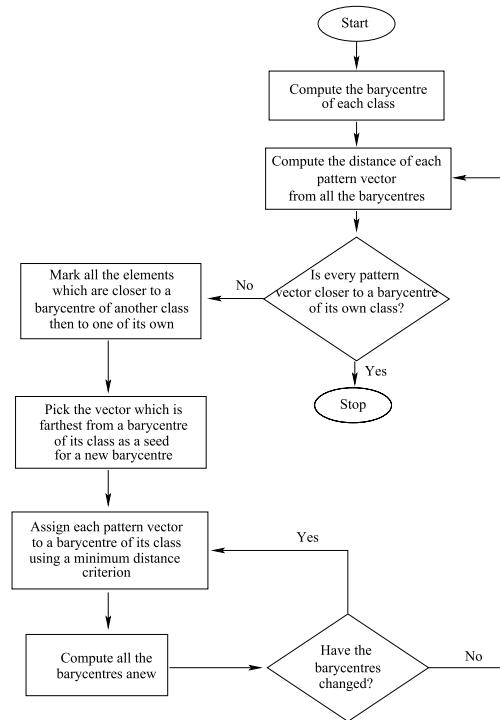 Start
Compute the barycentre
of each class
Compute the distance of each
pattern vector
from all the barycentres
Is every pattern
vector closer to a barycentre
of its own class?
No
Yes
Stop
Mark all the elements
which are closer to a
barycentre of another class
then to one of its own
Pick the vector which is
farthest from a barycentre
of its class as a seed
for a new barycentre
Assign each pattern vector
to a barycentre of its class
using a minimum distance
criterion
Yes
Compute all the
barycentres anew
Have the
barycentres
changed?
No